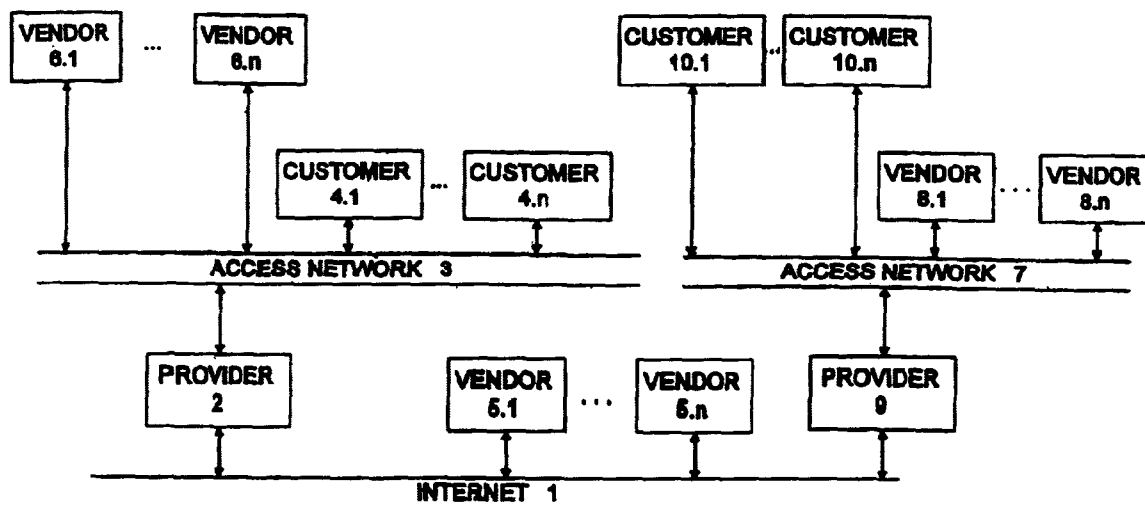 VENDOR
6.1
...
VENDOR
6.n
CUSTOMER
10.1
...
CUSTOMER
10.n
CUSTOMER
4.1
...
CUSTOMER
4.n
VENDOR
8.1
...
VENDOR
8.n
ACCESS NETWORK 3
ACCESS NETWORK 7
PROVIDER
2
VENDOR
5.1
...
VENDOR
5.n
PROVIDER
9
INTERNET 1